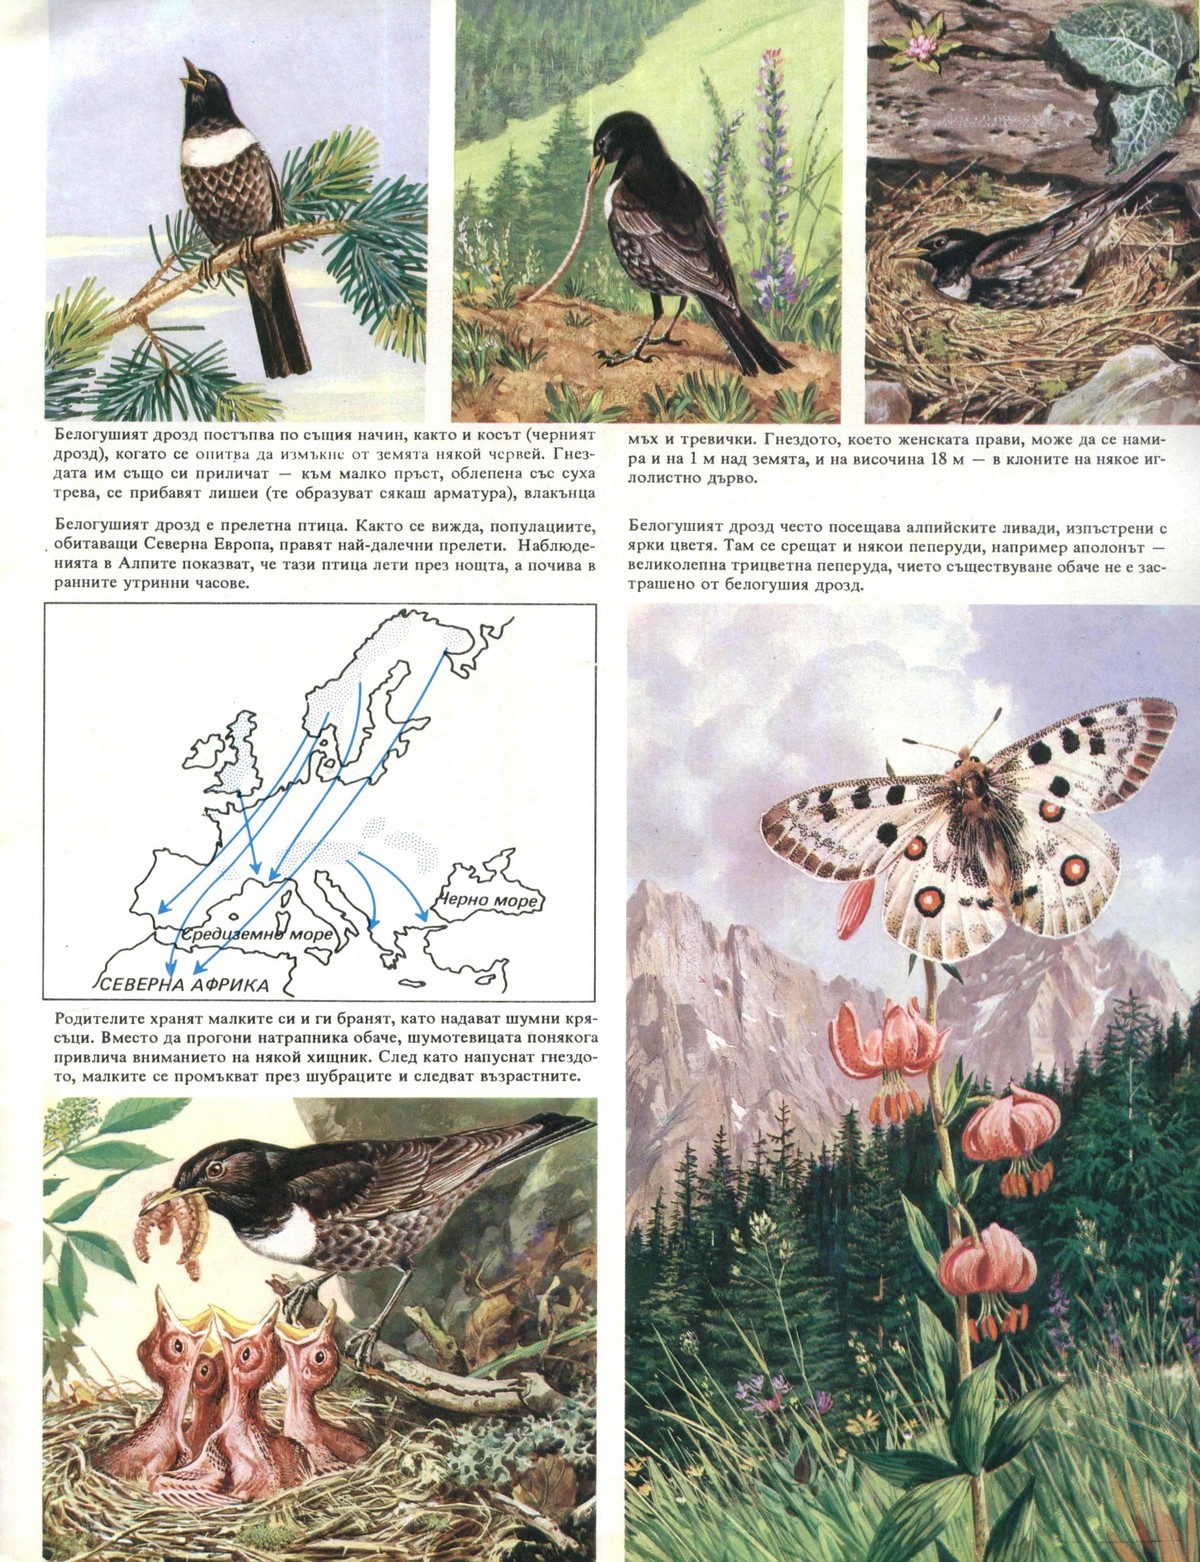 Белогушият дрозд постъпва по същия начин, както и косът (черният
дрозд), когато се опитва да измъкне от земята някой червей. Гнез-
дата им също си приличат — към малко пръст, облепена със суха
трева, се прибавят лишеи (те образуват сякаш арматура), влакънца
мъх и тревички. Гнездото, което женската прави, може да се нами-
ра и на 1 м над земята, и на височина 18 м — в клоните на някое иг-
лолистно дърво.
Белогушият дрозд е прелетна птица. Както се вижда, популациите,
обитаващи Северна Европа, правят най-далечни прелети. Наблюде-
нията в Алпите показват, че тази птица лети през нощта, а почива в
ранните утринни часове.
Белогушият дрозд често посещава алпийските ливади, изпъстрени с
ярки цветя. Там се срещат и някои пеперуди, например аполонът —
великолепна трицветна пеперуда, чието съществуване обаче не е зас-
трашено от белогушия дрозд.
Черно море
Средиземно море
СЕВЕРНА АФРИКА
Родителите хранят малките си и ги бранят, като надават шумни кря-
съци. Вместо да прогони натрапника обаче, шумотевицата понякога
привлича вниманието на някой хищник. След като напуснат гнездо-
то, малките се промъкват през шубраците и следват възрастните.